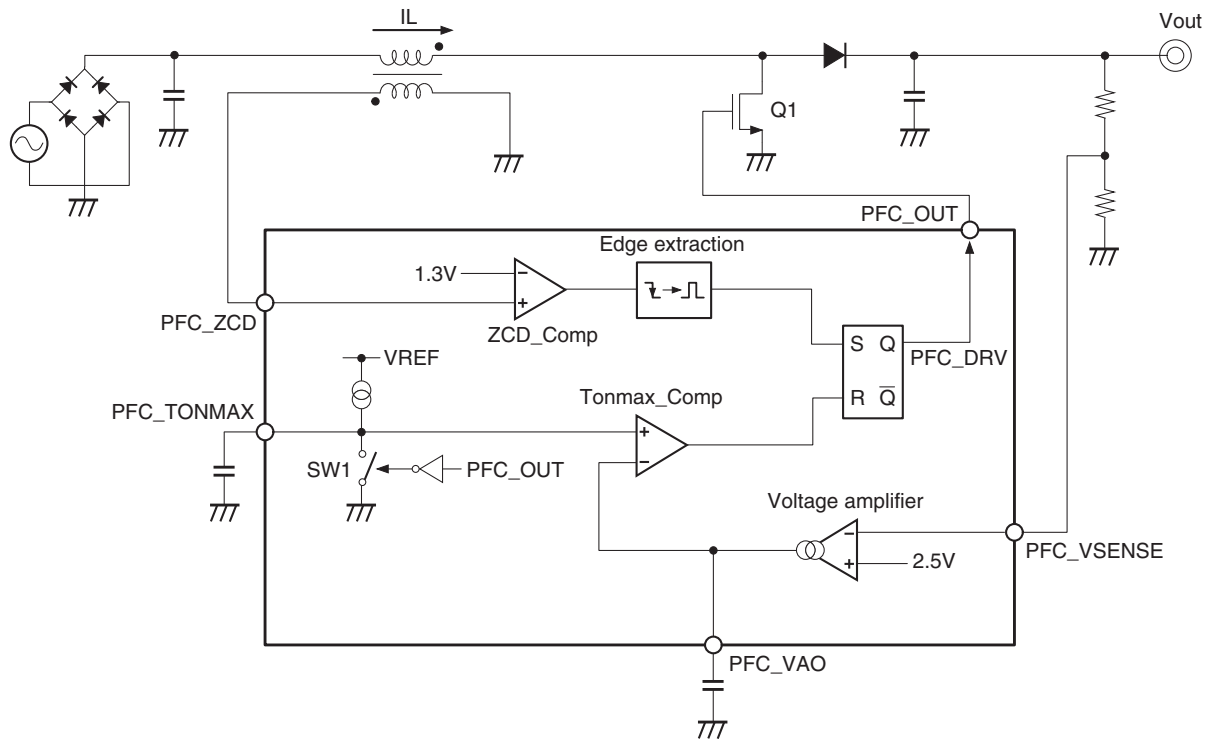 IL
Vout
Q1
PFC_OUT
Edge extraction
1.3V
−
+
PFC_ZCD
ZCD_Comp
S Q
PFC_DRV
VREF
Tonmax_Comp
PFC_TONMAX
R Q̅
+
−
SW1
PFC_OUT
Voltage amplifier
−
PFC_VSENSE
+
2.5V
PFC_VAO